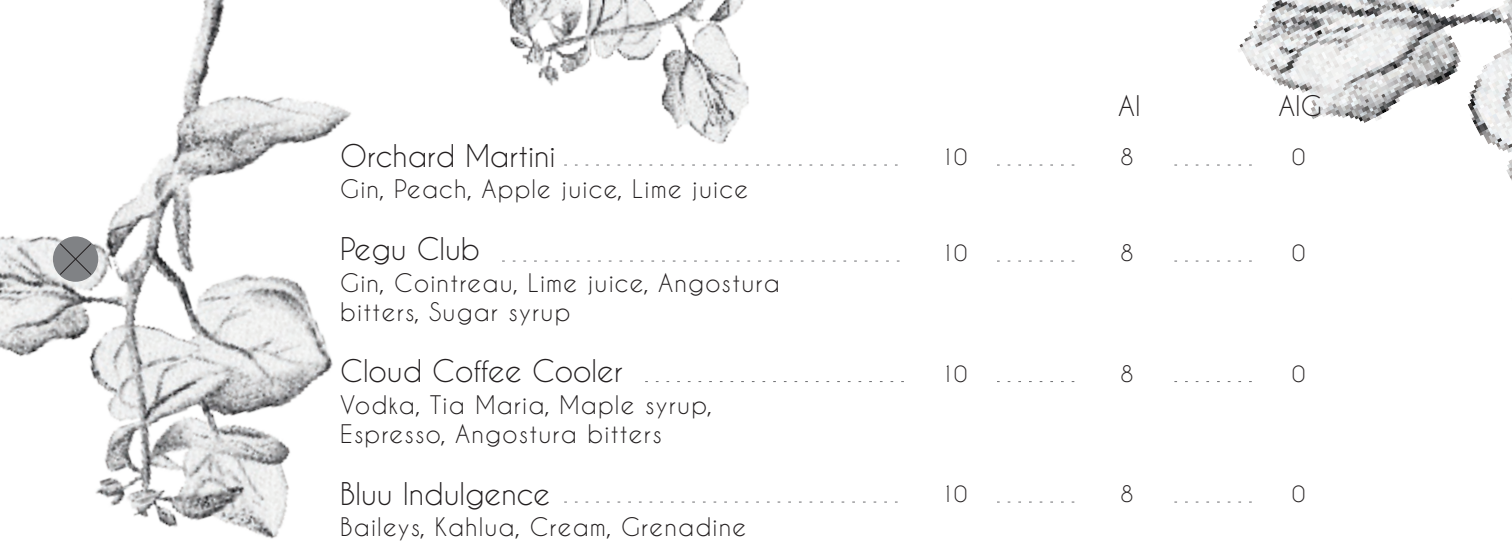 AI AIG
Orchard Martini ........................................ 10 ........ 8 ........ 0
Gin, Peach, Apple juice, Lime juice
Pegu Club ................................................ 10 ........ 8 ........ 0
Gin, Cointreau, Lime juice, Angostura
bitters, Sugar syrup
Cloud Coffee Cooler ............................... 10 ........ 8 ........ 0
Vodka, Tia Maria, Maple syrup,
Espresso, Angostura bitters
Bluu Indulgence ........................................ 10 ........ 8 ........ 0
Baileys, Kahlua, Cream, Grenadine